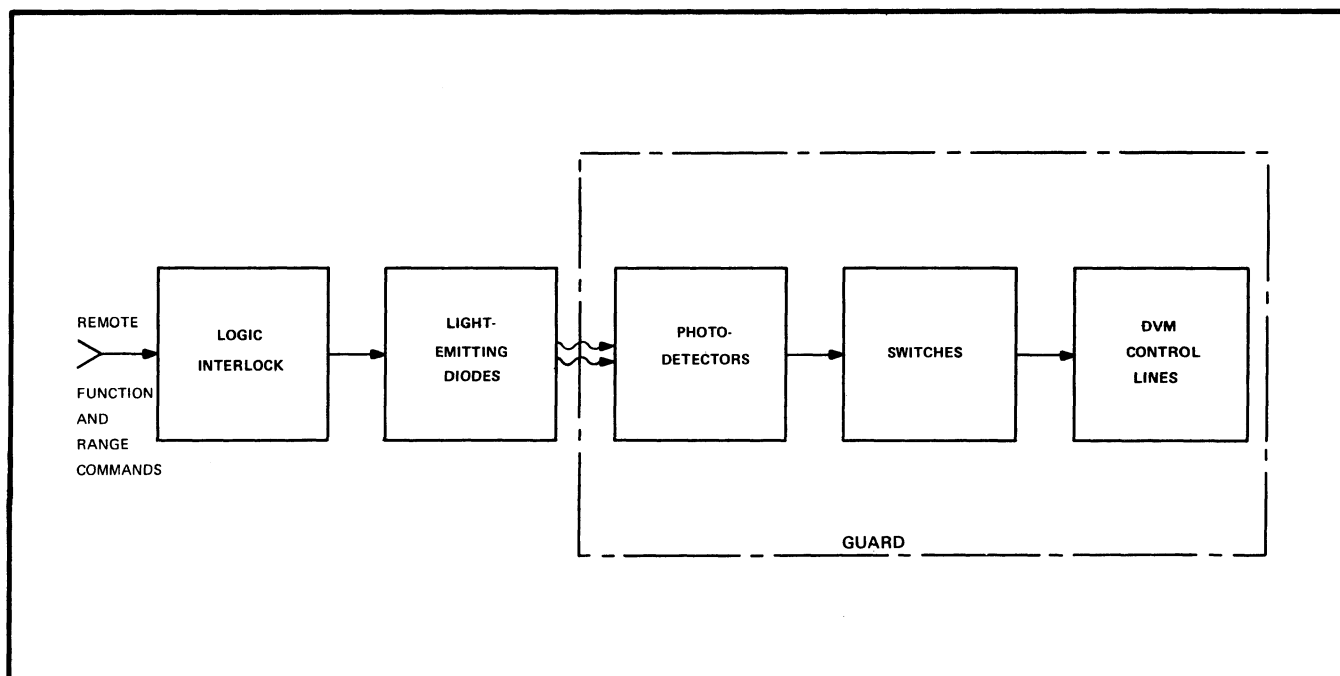 REMOTE
FUNCTION
AND
RANGE
COMMANDS
LOGIC
INTERLOCK
LIGHT-
EMITTING
DIODES
PHOTO-
DETECTORS
SWITCHES
DVM
CONTROL
LINES
GUARD